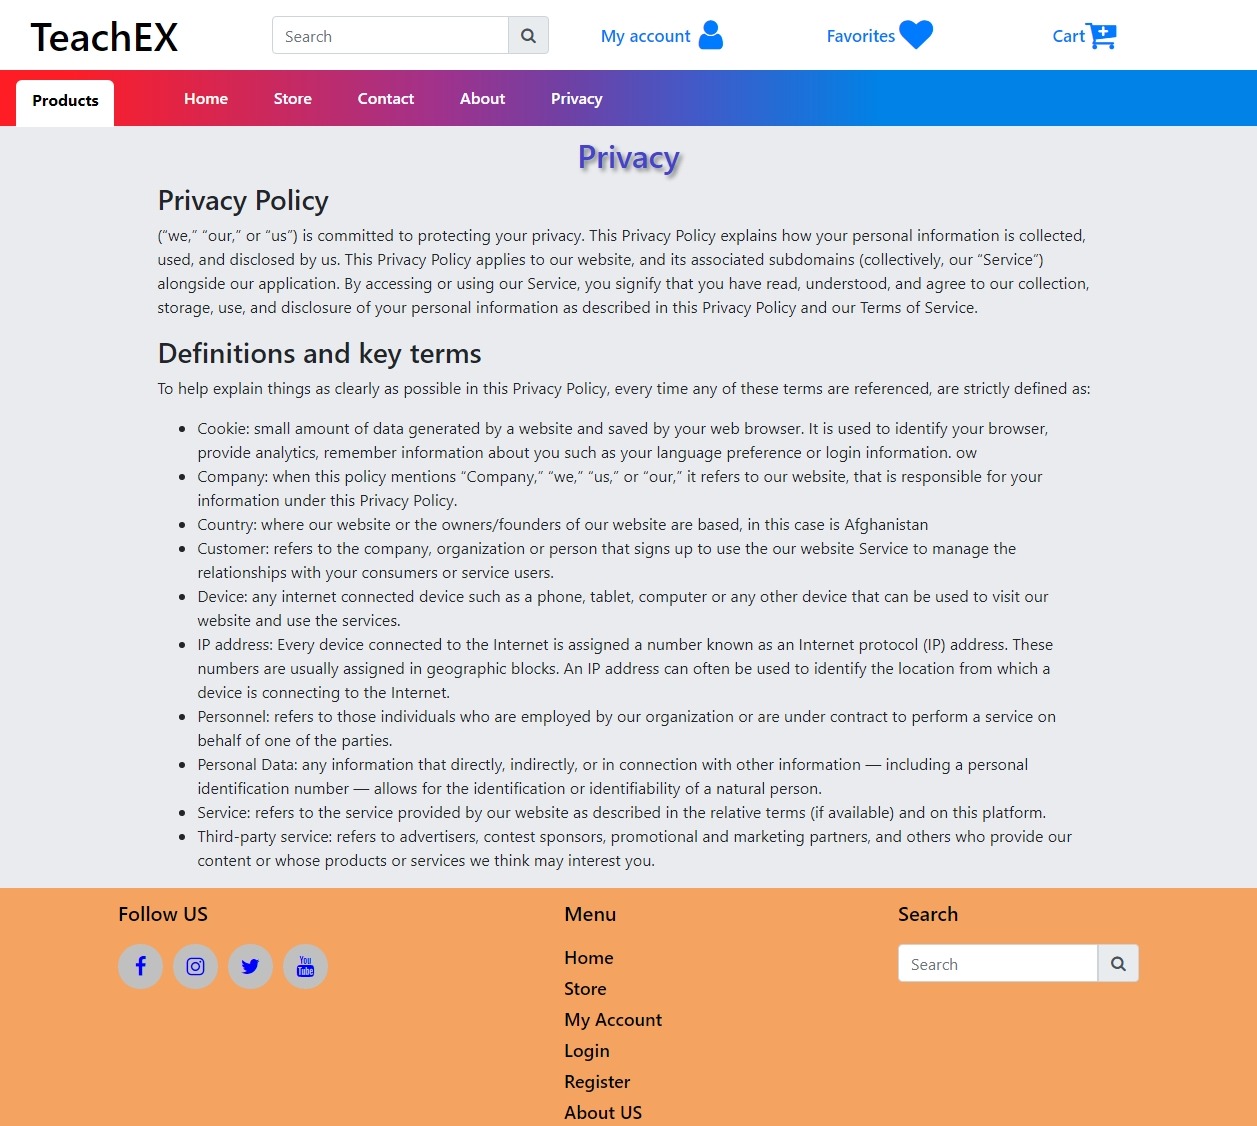 TeachEX
Search
My account
Favorites
Cart
Products
Home
Store
Contact
About
Privacy
Privacy
Privacy Policy
(“we,” “our,” or “us”) is committed to protecting your privacy. This Privacy Policy explains how your personal information is collected,
used, and disclosed by us. This Privacy Policy applies to our website, and its associated subdomains (collectively, our “Service”)
alongside our application. By accessing or using our Service, you signify that you have read, understood, and agree to our collection,
storage, use, and disclosure of your personal information as described in this Privacy Policy and our Terms of Service.
Definitions and key terms
To help explain things as clearly as possible in this Privacy Policy, every time any of these terms are referenced, are strictly defined as:
• Cookie: small amount of data generated by a website and saved by your web browser. It is used to identify your browser,
provide analytics, remember information about you such as your language preference or login information. ow
• Company: when this policy mentions “Company,” “we,” “us,” or “our,” it refers to our website, that is responsible for your
information under this Privacy Policy.
• Country: where our website or the owners/founders of our website are based, in this case is Afghanistan
• Customer: refers to the company, organization or person that signs up to use the our website Service to manage the
relationships with your consumers or service users.
• Device: any internet connected device such as a phone, tablet, computer or any other device that can be used to visit our
website and use the services.
• IP address: Every device connected to the Internet is assigned a number known as an Internet protocol (IP) address. These
numbers are usually assigned in geographic blocks. An IP address can often be used to identify the location from which a
device is connecting to the Internet.
• Personnel: refers to those individuals who are employed by our organization or are under contract to perform a service on
behalf of one of the parties.
• Personal Data: any information that directly, indirectly, or in connection with other information — including a personal
identification number — allows for the identification or identifiability of a natural person.
• Service: refers to the service provided by our website as described in the relative terms (if available) and on this platform.
• Third-party service: refers to advertisers, contest sponsors, promotional and marketing partners, and others who provide our
content or whose products or services we think may interest you.
Follow US
You
Tube
Menu
Home
Store
My Account
Login
Register
About US
Search
Search